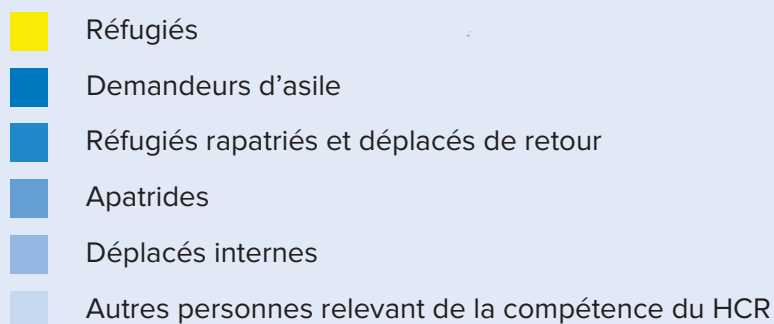 Réfugiés
Demandeurs d’asile
Réfugiés rapatriés et déplacés de retour
Apatrides
Déplacés internes
Autres personnes relevant de la compétence du HCR